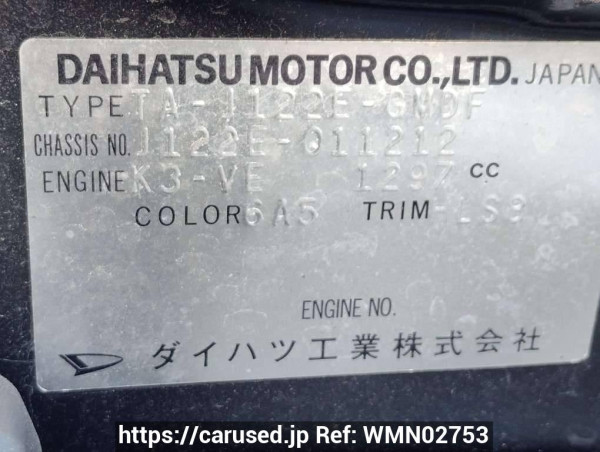 DAIHATSU MOTOR CO.,LTD. JAPAN
TYPE TA-J122E-GMDF
CHASSIS NO. J122E-011212
ENGINE K3-VE 1297 CC
COLOR 6A5 TRIM LS9
ENGINE NO.
ダイハツ工業株式会社
https://carused.jp Ref: WMN02753